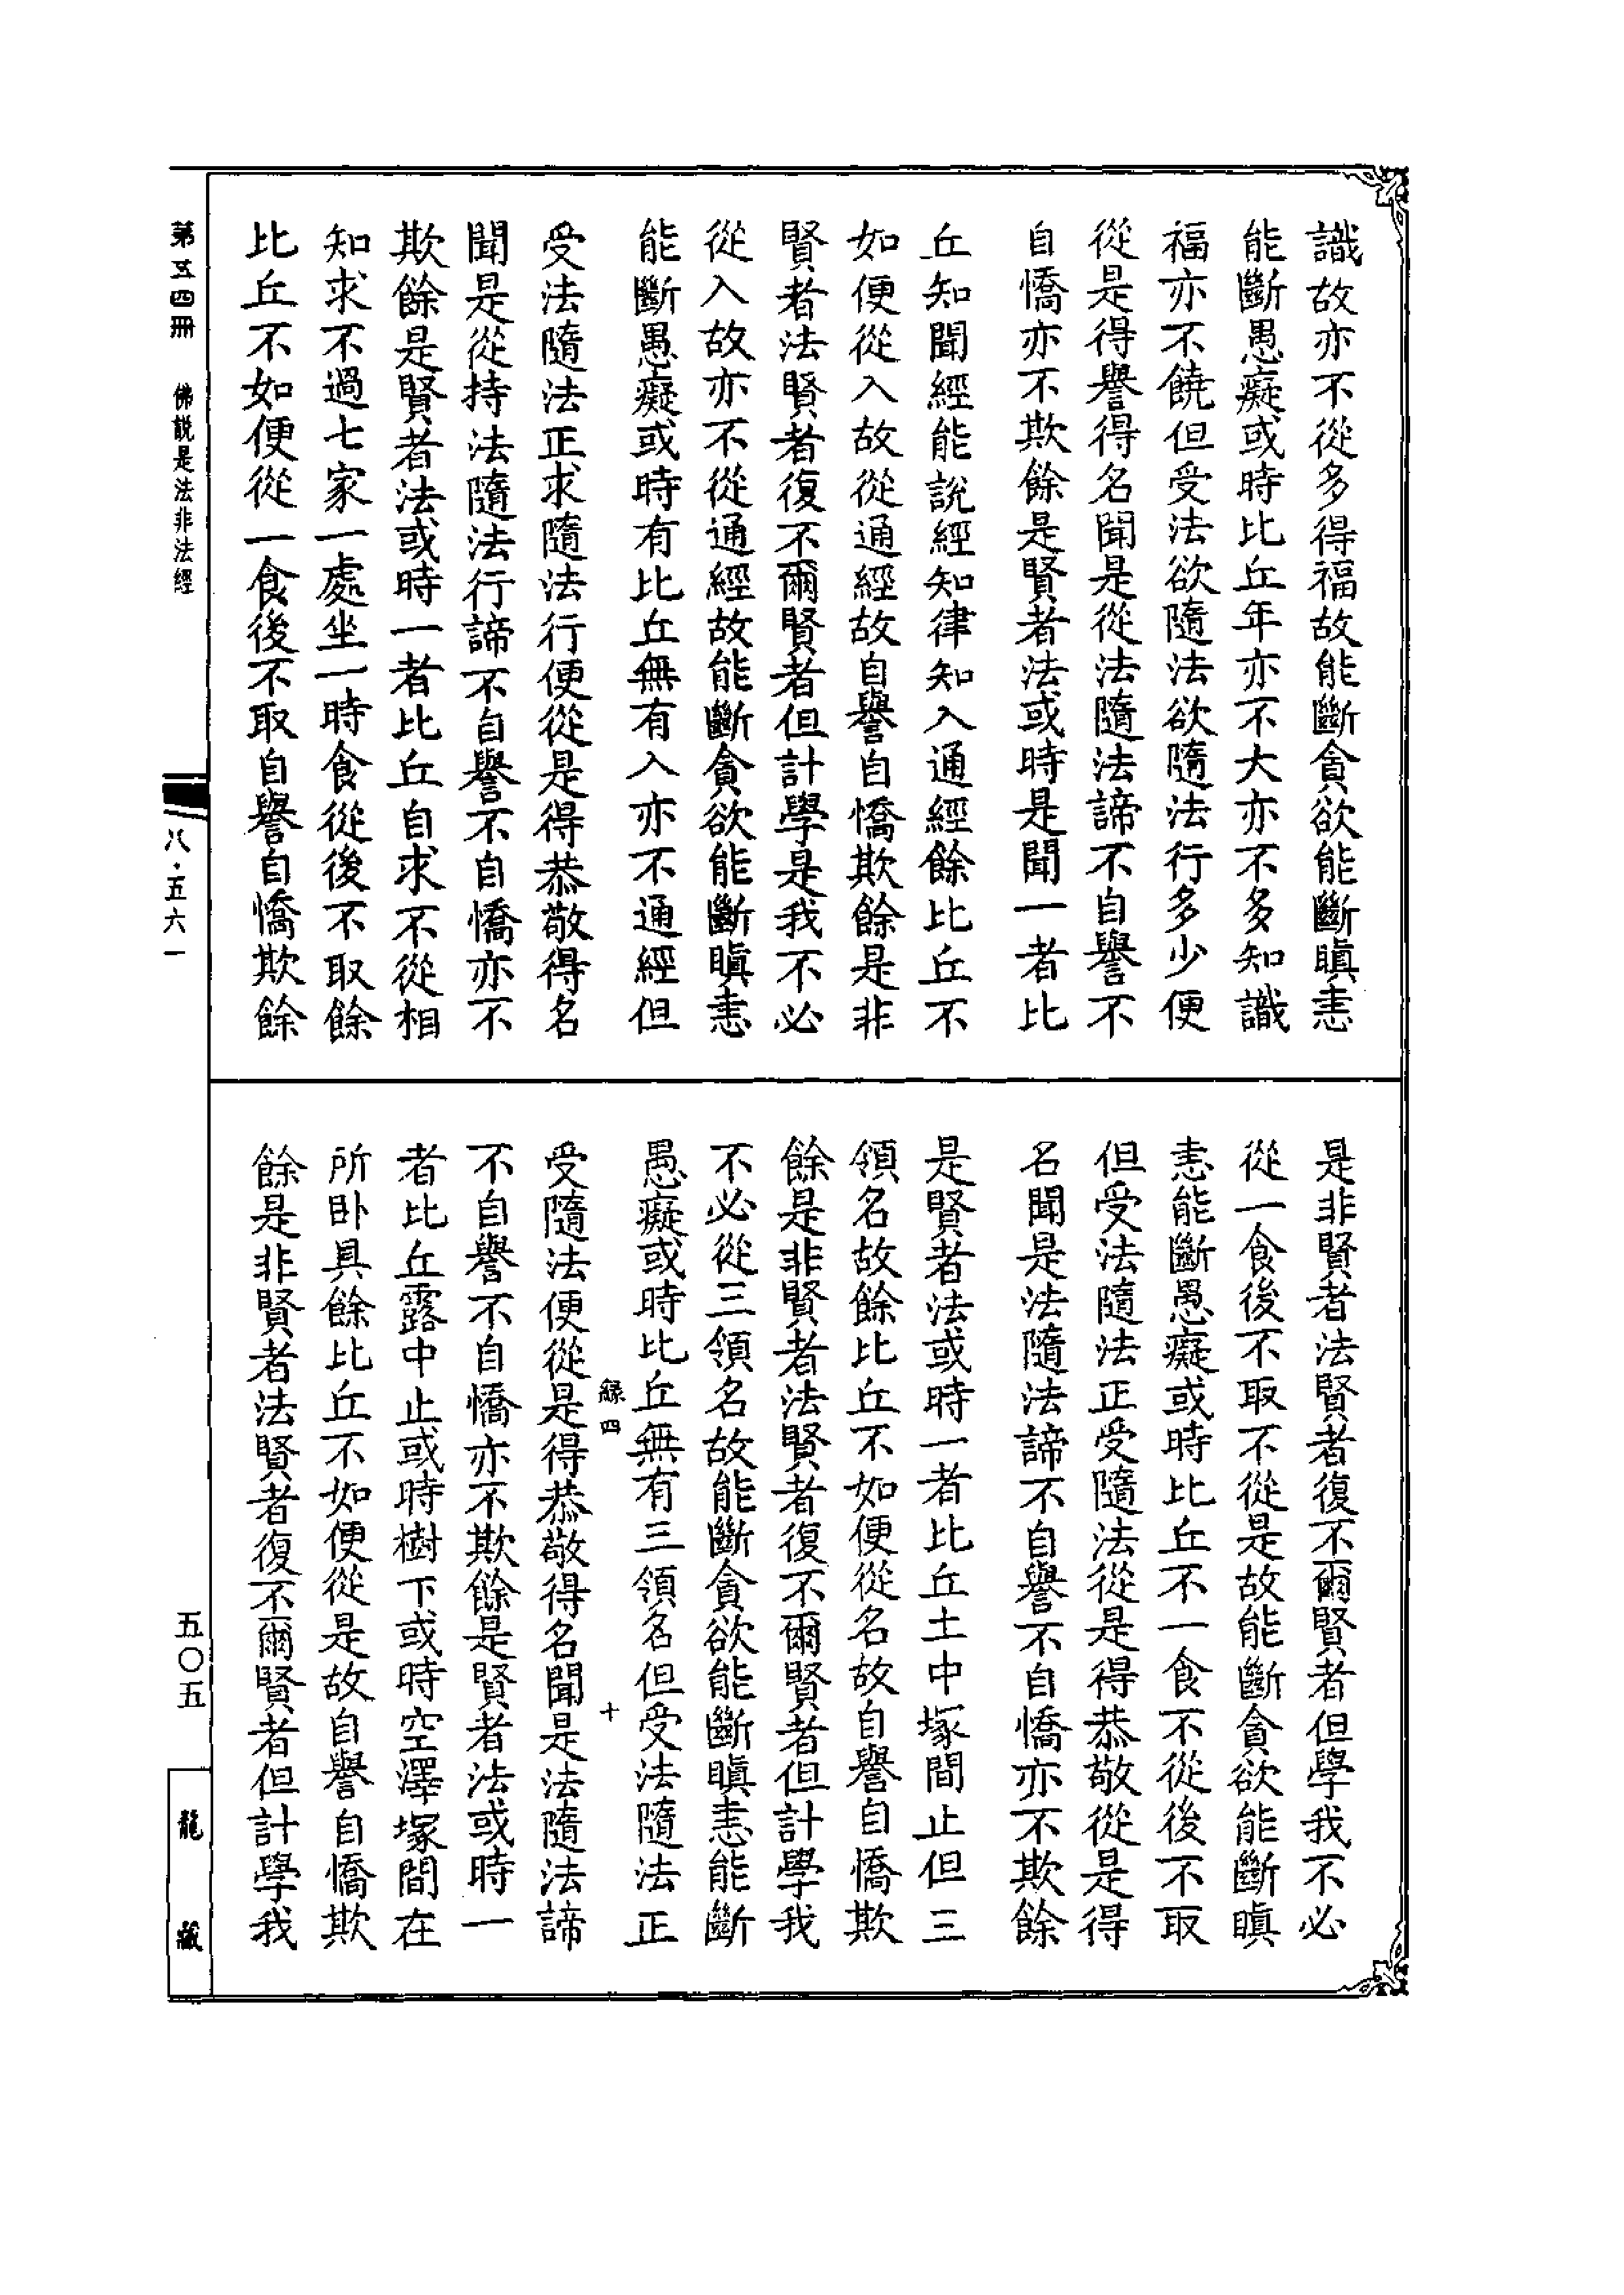 識故亦不從多得福故能斷貪欲能斷瞋恚
能斷愚癡或時比丘年亦不大亦不多知識
福亦不饒但受法欲隨法欲隨法行多少便
從是得譽得名聞是從法隨法諦不自譽不
自憍亦不欺餘是賢者法或時是聞一者比
丘知聞經能説經知律知入通經餘比丘不
如便從入故從通經故自譽自憍欺餘是非
賢者法賢者復不爾賢者但計學是我不必
從入故亦不從通經故能斷貪欲能斷瞋恚
能斷愚癡或時有比丘無有入亦不通經但
受法隨法正求隨法行便從是得恭敬得名
聞是從持法隨法行諦不自譽不自憍亦不
欺餘是賢者法或時一者比丘自求不從相
知求不過七家一處坐一時食從後不取餘
比丘不如便從一食後不取自譽自憍欺餘
是非賢者法賢者復不爾賢者但學我不必
從一食後不取不從是故能斷貪欲能斷瞋
恚能斷愚癡或時比丘不一食不從後不取
但受法隨法正受隨法從是得恭敬從是得
名聞是法隨法諦不自譽不自憍亦不欺餘
是賢者法或時一者比丘土中塚間止但三
領名故餘比丘不如便從名故自譽自憍欺
餘是非賢者法賢者復不爾賢者但計學我
不必從三領名故能斷貪欲能斷瞋恚能斷
愚癡或時比丘無有三領名但受法隨法正
緑四 十
受隨法便從是得恭敬得名聞是法隨法諦
不自譽不自憍亦不欺餘是賢者法或時一
者比丘露中止或時樹下或時空澤塚間在
所卧具餘比丘不如便從是故自譽自憍欺
餘是非賢者法賢者復不爾賢者但計學我
第五四冊 佛説是法非法經
八·五六一
五〇五
龍藏